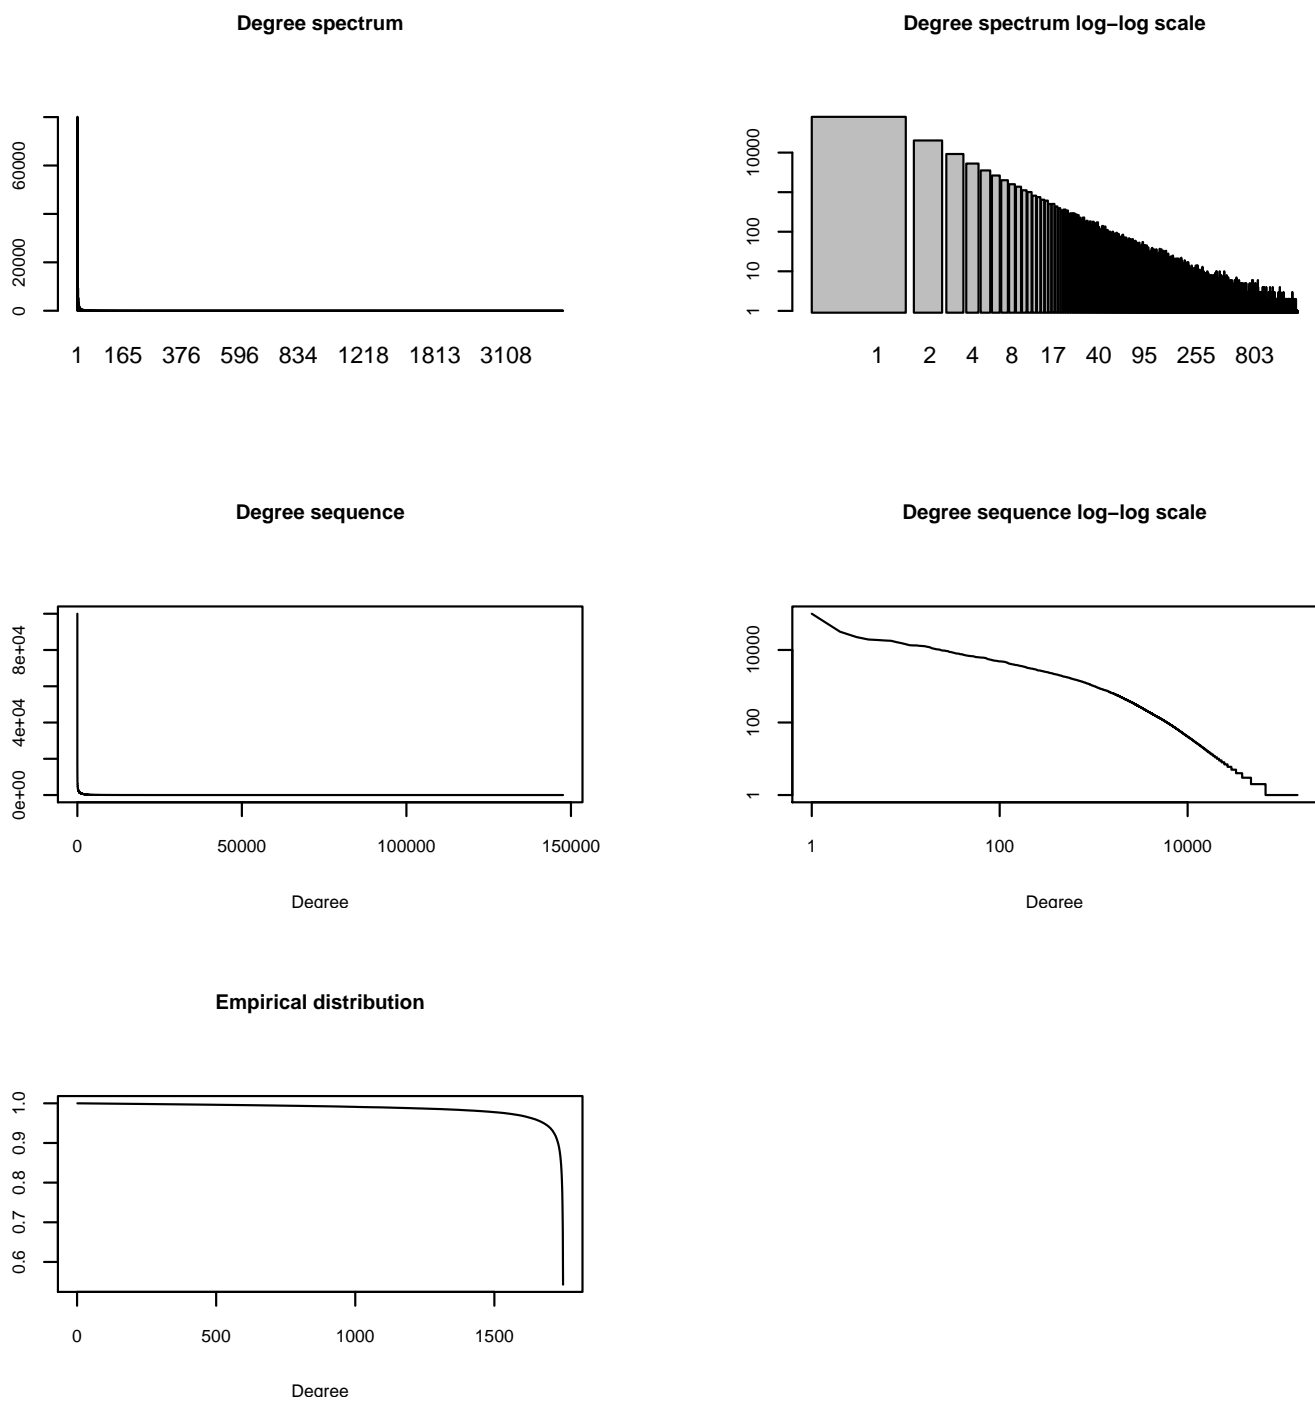 Degree spectrum
60000
20000
0
1 165 376 596 834 1218 1813 3108
Degree spectrum log–log scale
10000
100
10
1
1 2 4 8 17 40 95 255 803
Degree sequence
8e+04
4e+04
0e+00
0 50000 100000 150000
Degree
Degree sequence log–log scale
10000
100
1
1 100 10000
Degree
Empirical distribution
1.0
0.9
0.8
0.7
0.6
0 500 1000 1500
Degree